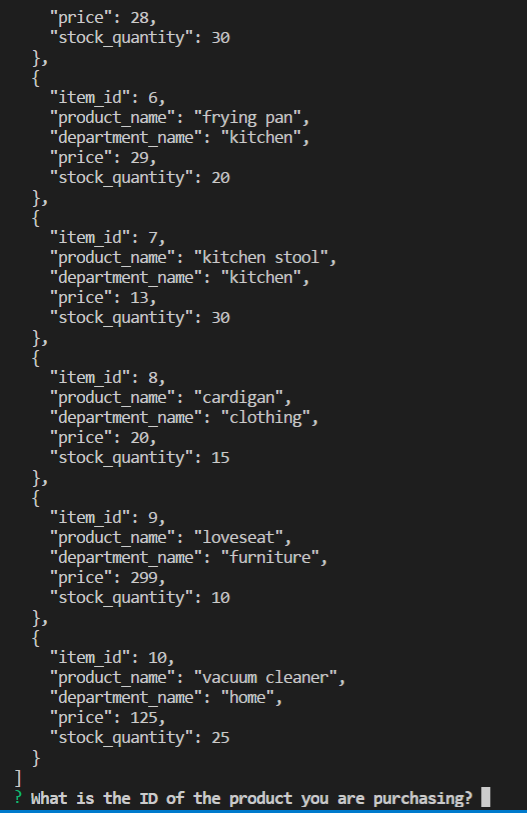 "price": 28,
"stock_quantity": 30
},
{
"item_id": 6,
"product_name": "frying pan",
"department_name": "kitchen",
"price": 29,
"stock_quantity": 20
},
{
"item_id": 7,
"product_name": "kitchen stool",
"department_name": "kitchen",
"price": 13,
"stock_quantity": 30
},
{
"item_id": 8,
"product_name": "cardigan",
"department_name": "clothing",
"price": 20,
"stock_quantity": 15
},
{
"item_id": 9,
"product_name": "loveseat",
"department_name": "furniture",
"price": 299,
"stock_quantity": 10
},
{
"item_id": 10,
"product_name": "vacuum cleaner",
"department_name": "home",
"price": 125,
"stock_quantity": 25
}
]
? What is the ID of the product you are purchasing?